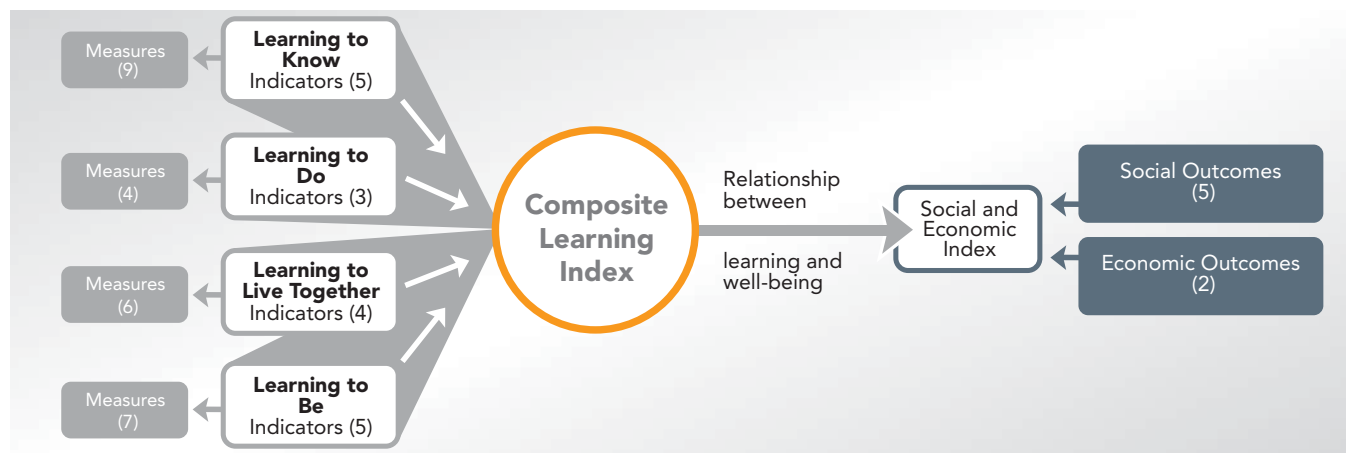 Measures
(9)
Learning to
Know
Indicators (5)
Measures
(4)
Learning to
Do
Indicators (3)
Measures
(6)
Learning to
Live Together
Indicators (4)
Measures
(7)
Learning to
Be
Indicators (5)
Composite
Learning
Index
Relationship
between
learning and
well-being
Social and
Economic
Index
Social Outcomes
(5)
Economic Outcomes
(2)